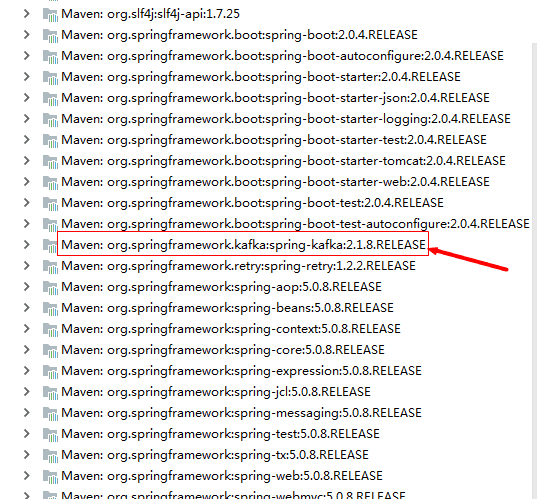 Maven: org.slf4j:slf4j-api:1.7.25
Maven: org.springframework.boot:spring-boot:2.0.4.RELEASE
Maven: org.springframework.boot:spring-boot-autoconfigure:2.0.4.RELEASE
Maven: org.springframework.boot:spring-boot-starter:2.0.4.RELEASE
Maven: org.springframework.boot:spring-boot-starter-json:2.0.4.RELEASE
Maven: org.springframework.boot:spring-boot-starter-logging:2.0.4.RELEASE
Maven: org.springframework.boot:spring-boot-starter-test:2.0.4.RELEASE
Maven: org.springframework.boot:spring-boot-starter-tomcat:2.0.4.RELEASE
Maven: org.springframework.boot:spring-boot-starter-web:2.0.4.RELEASE
Maven: org.springframework.boot:spring-boot-test:2.0.4.RELEASE
Maven: org.springframework.boot:spring-boot-test-autoconfigure:2.0.4.RELEASE
Maven: org.springframework.kafka:spring-kafka:2.1.8.RELEASE
Maven: org.springframework.retry:spring-retry:1.2.2.RELEASE
Maven: org.springframework:spring-aop:5.0.8.RELEASE
Maven: org.springframework:spring-beans:5.0.8.RELEASE
Maven: org.springframework:spring-context:5.0.8.RELEASE
Maven: org.springframework:spring-core:5.0.8.RELEASE
Maven: org.springframework:spring-expression:5.0.8.RELEASE
Maven: org.springframework:spring-jcl:5.0.8.RELEASE
Maven: org.springframework:spring-messaging:5.0.8.RELEASE
Maven: org.springframework:spring-test:5.0.8.RELEASE
Maven: org.springframework:spring-tx:5.0.8.RELEASE
Maven: org.springframework:spring-web:5.0.8.RELEASE
Maven: org.springframework:spring-webmvc:5.0.8.RELEASE